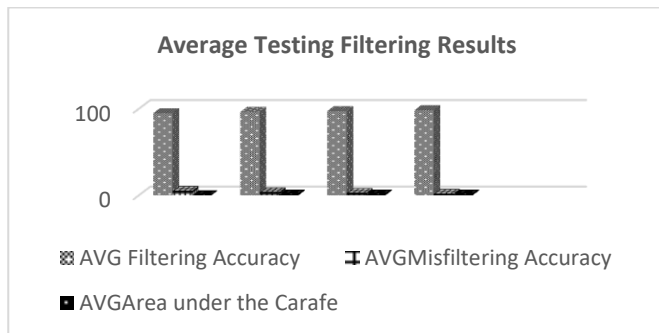 Average Testing Filtering Results
100
0
AVG Filtering Accuracy AVGMisfiltering Accuracy
AVGArea under the Carafe